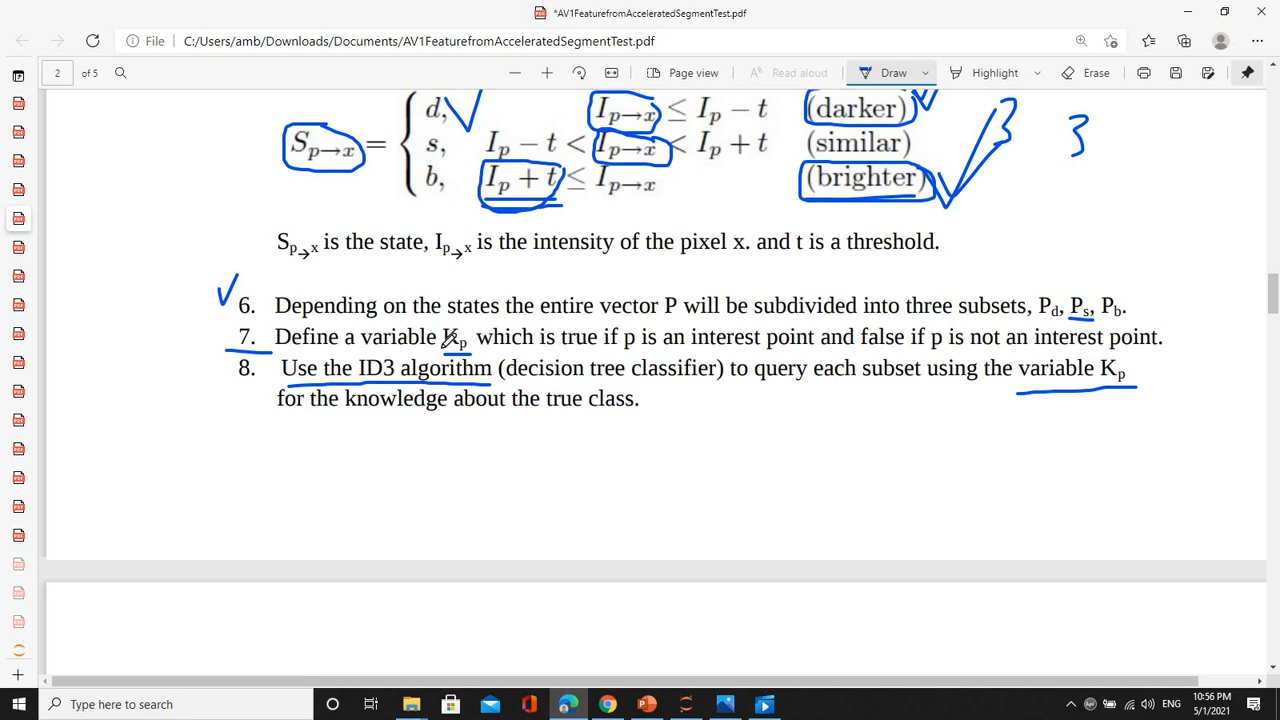 *AV1FeaturefromAcceleratedSegmentTest.pdf
File C:/Users/amb/Downloads/Documents/AV1FeaturefromAcceleratedSegmentTest.pdf
2 of 5 Page view Read aloud Draw Highlight Erase
d, I_{p→x} ≤ I_p − t (darker)
S_{p→x} = { s, I_p − t < I_{p→x} < I_p + t (similar)
b, I_p + t ≤ I_{p→x} (brighter)
3 3
S_{p→x} is the state, I_{p→x} is the intensity of the pixel x. and t is a threshold.
6. Depending on the states the entire vector P will be subdivided into three subsets, P_d, P_s, P_b.
7. Define a variable K_p which is true if p is an interest point and false if p is not an interest point.
8. Use the ID3 algorithm (decision tree classifier) to query each subset using the variable K_p
for the knowledge about the true class.
Type here to search
ENG
10:56 PM
5/1/2021